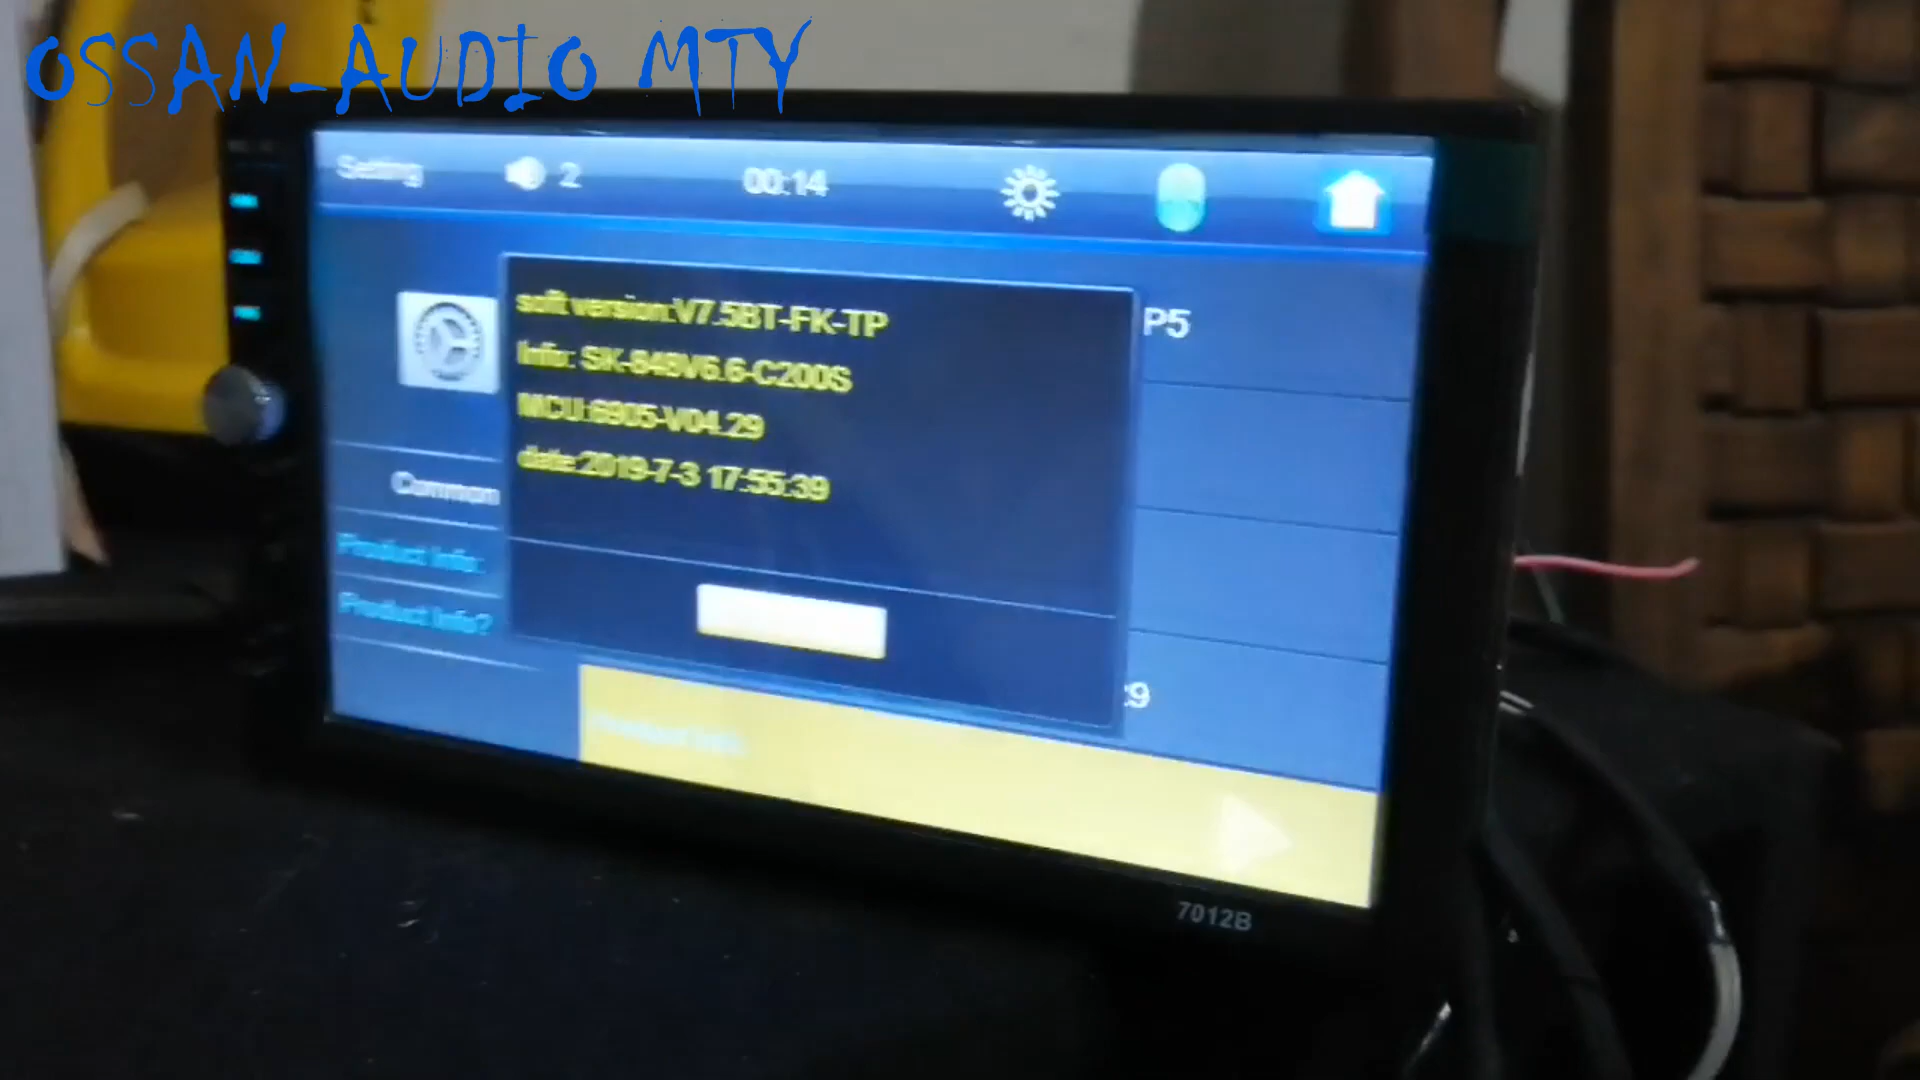 OSSAN-AUDIO MTY
Setting 2 00:14
soft version:V7.5BT-FK-TP
Info: SK-848V6.6-C200S
MCU:6905-V04.29
date:2019-7-3 17:55:39
P5
Common
Product Info:
Product Info?
:9
7012B